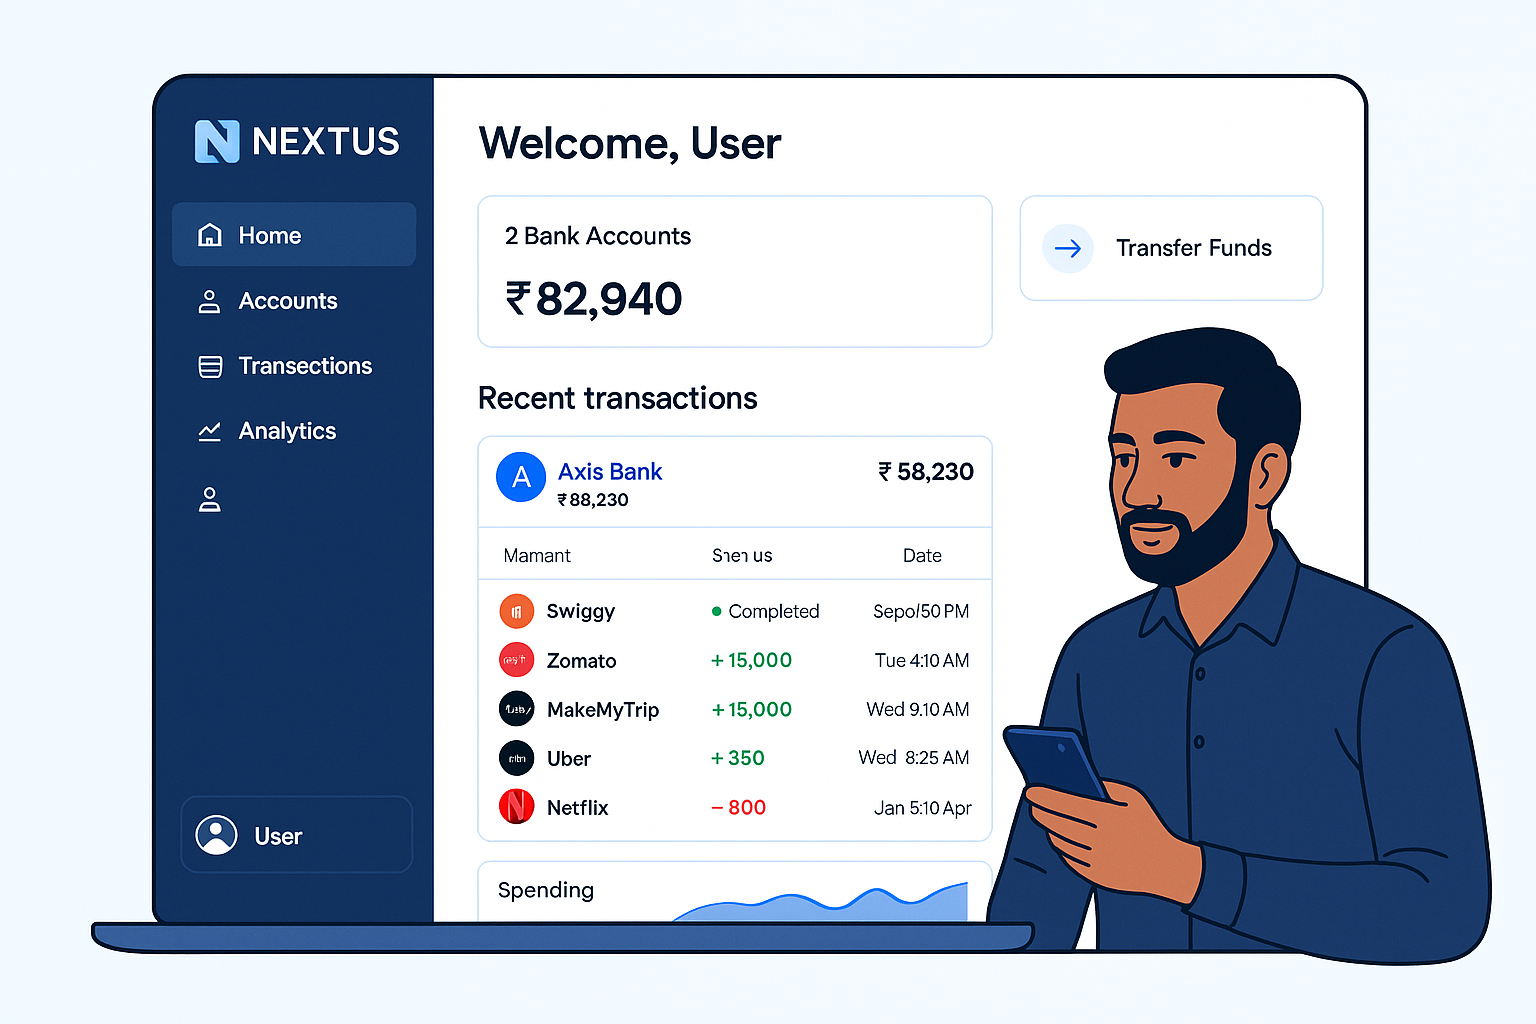 NEXTUS
Home
Accounts
Transections
Analytics
User
Welcome, User
2 Bank Accounts
₹82,940
Transfer Funds
Recent transactions
A Axis Bank ₹ 58,230
₹88,230
Mamant us Date
Swiggy Completed Sepo/50 PM
Zomato + 15,000 Tue 4:10 AM
MakeMyTrip + 15,000 Wed 9.10 AM
Uber + 350 Wed 8:25 AM
Netflix – 800 Jan 5:10 Apr
Spending